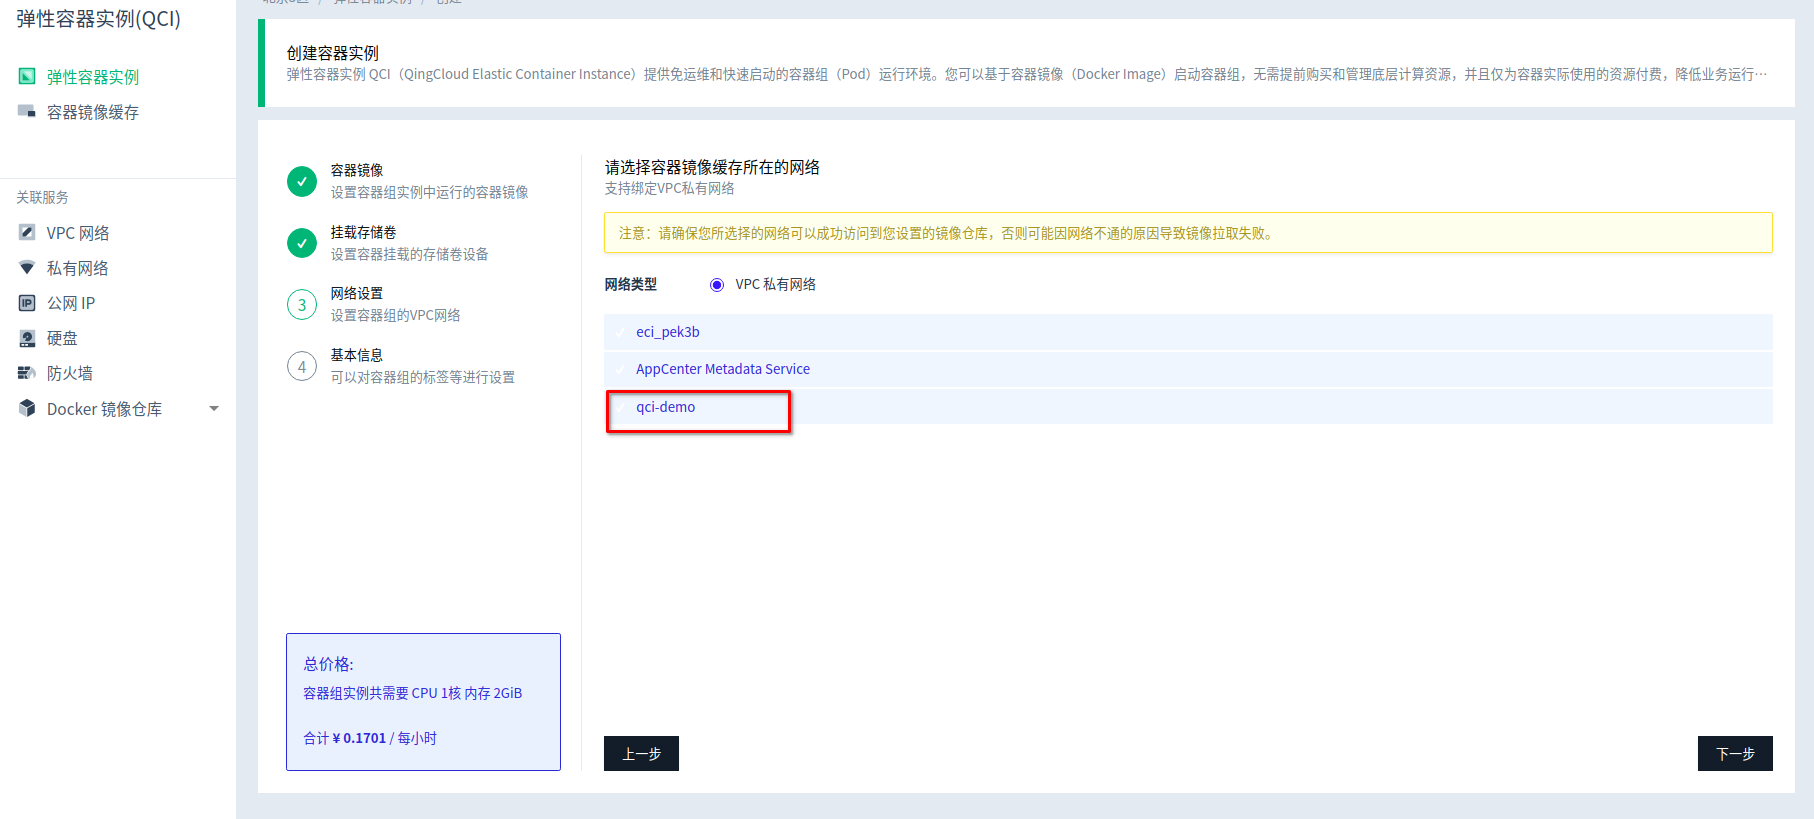 弹性容器实例(QCI)
弹性容器实例
容器镜像缓存
关联服务
VPC 网络
私有网络
公网 IP
硬盘
防火墙
Docker 镜像仓库
创建容器实例
弹性容器实例 QCI（QingCloud Elastic Container Instance）提供免运维和快速启动的容器组（Pod）运行环境。您可以基于容器镜像（Docker Image）启动容器组，无需提前购买和管理底层计算资源，并且仅为容器实际使用的资源付费，降低业务运行…
容器镜像
设置容器组实例中运行的容器镜像
挂载存储卷
设置容器挂载的存储卷设备
3
网络设置
设置容器组的VPC网络
4
基本信息
可以对容器组的标签等进行设置
总价格:
容器组实例共需要 CPU 1核 内存 2GiB
合计 ¥ 0.1701 / 每小时
请选择容器镜像缓存所在的网络
支持绑定VPC私有网络
注意：请确保您所选择的网络可以成功访问到您设置的镜像仓库，否则可能因网络不通的原因导致镜像拉取失败。
网络类型 VPC 私有网络
eci_pek3b
AppCenter Metadata Service
qci-demo
上一步
下一步